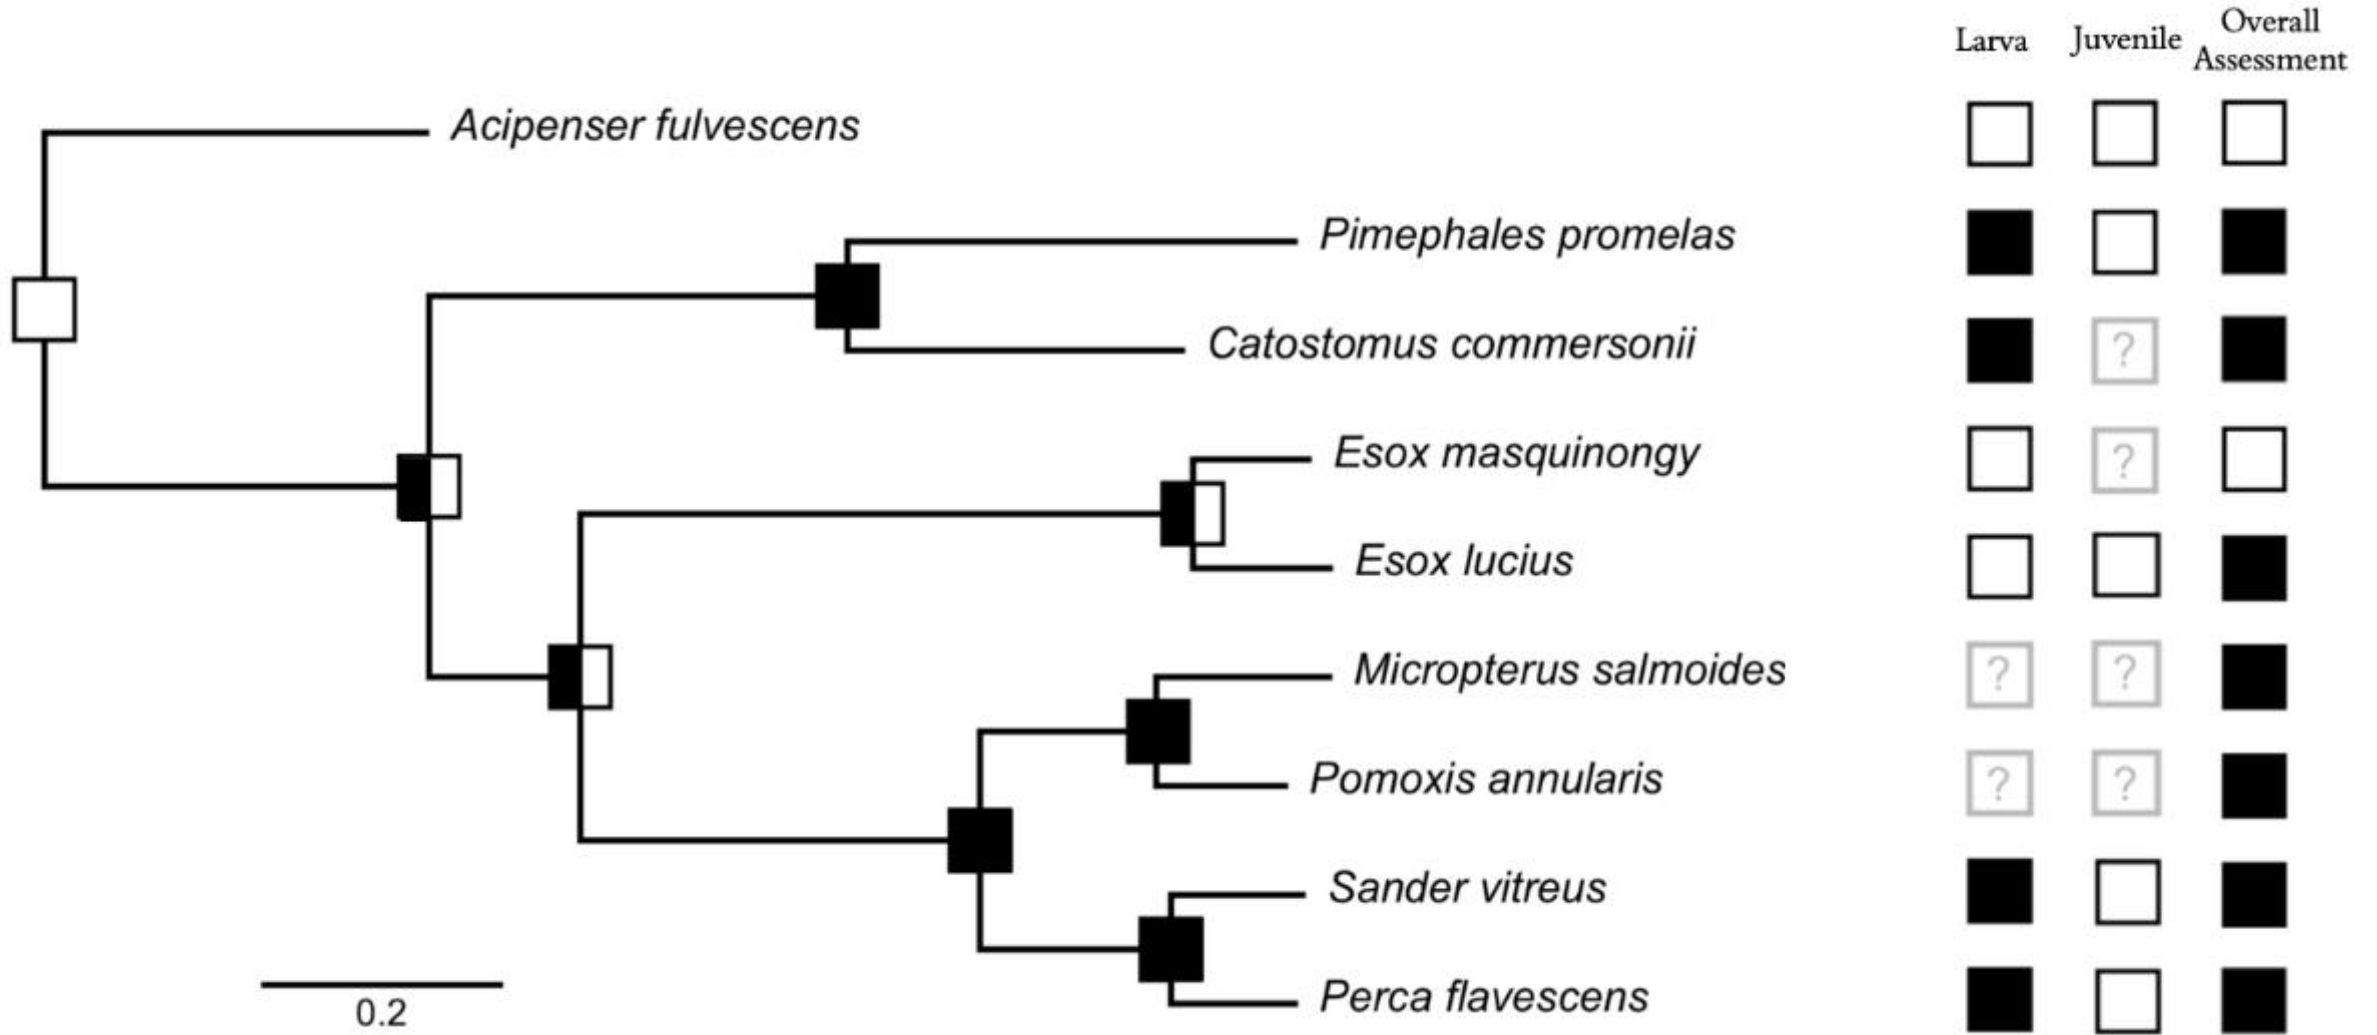 Larva Juvenile Overall
Assessment
Acipenser fulvescens
Pimephales promelas
Catostomus commersonii
?
Esox masquinongy
?
Esox lucius
Micropterus salmoides
? ?
Pomoxis annularis
? ?
Sander vitreus
Perca flavescens
0.2